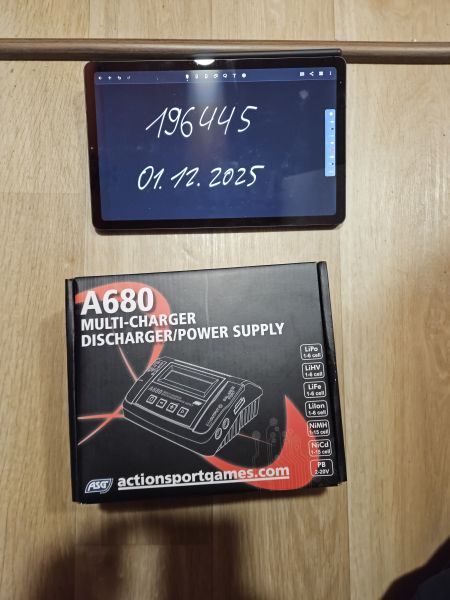 196445
01.12.2025
A680
MULTI-CHARGER
DISCHARGER/POWER SUPPLY
LiPo
1-6 cell
LiHV
1-6 cell
LiFe
1-6 cell
LiIon
1-6 cell
NiMH
1-15 cell
NiCd
1-15 cell
PB
2-20V
A680
ASG
actionsportgames.com